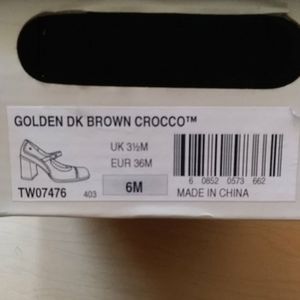 GOLDEN DK BROWN CROCCO™
UK 3½M
EUR 36M
TW07476 403 6M
6 0852 0573 662
MADE IN CHINA